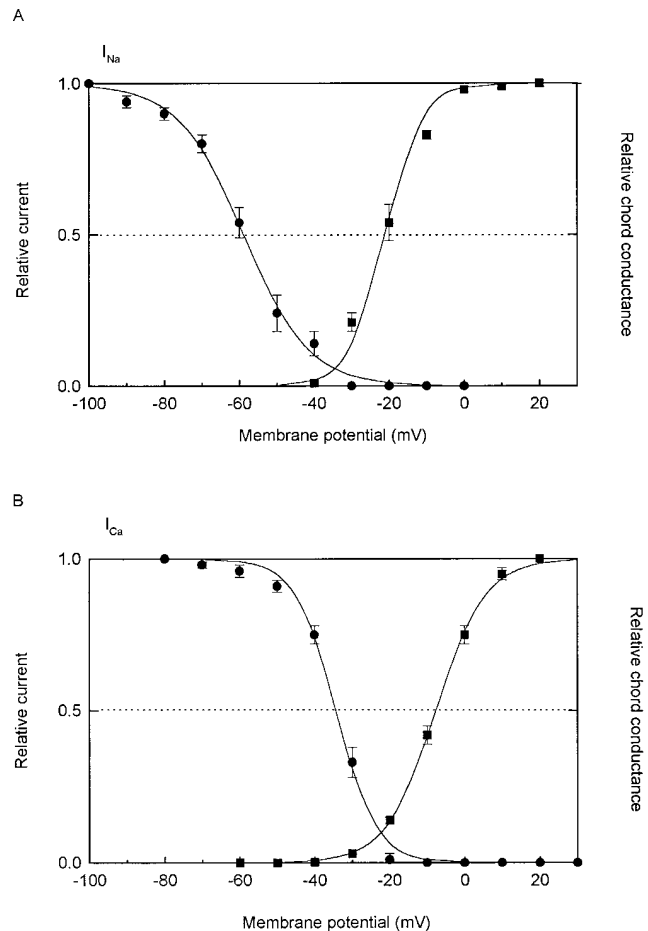 A
I Na
1.0
0.5
0.0
-100
-80
-60
-40
-20
0
20
Relative current
Relative chord conductance
Membrane potential (mV)
B
I Ca
1.0
0.5
0.0
-100
-80
-60
-40
-20
0
20
Relative current
Relative chord conductance
Membrane potential (mV)